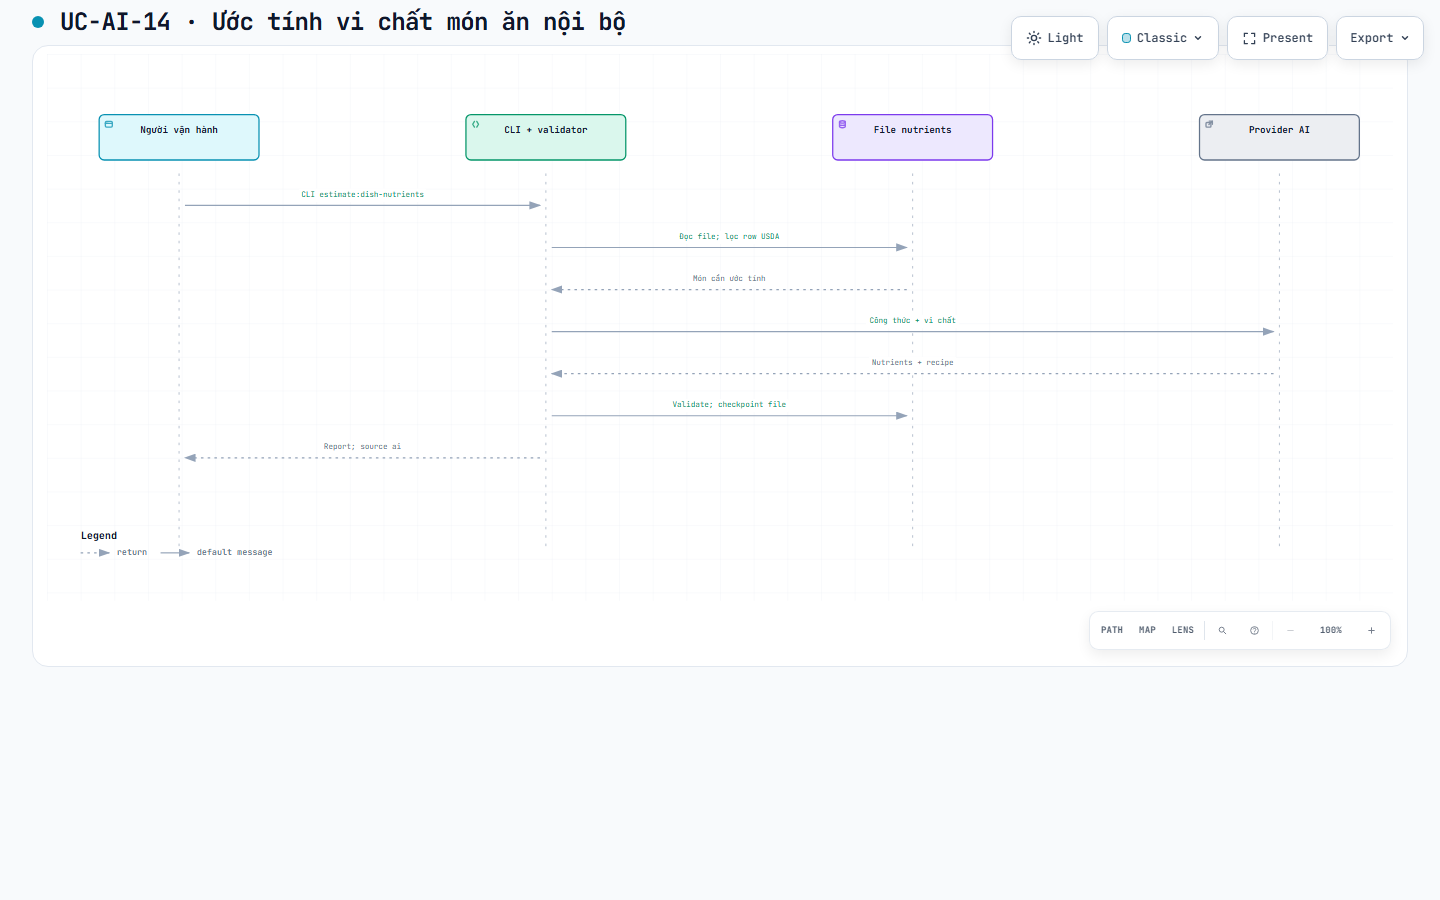 UC-AI-14 · Ước tính vi chất món ăn nội bộ
Light
Classic
Present
Export
Người vận hành
CLI + validator
File nutrients
Provider AI
CLI estimate:dish-nutrients
Đọc file; lọc row USDA
Món cần ước tính
Công thức + vi chất
Nutrients + recipe
Validate; checkpoint file
Report; source ai
Legend
return
default message
PATH
MAP
LENS
100%